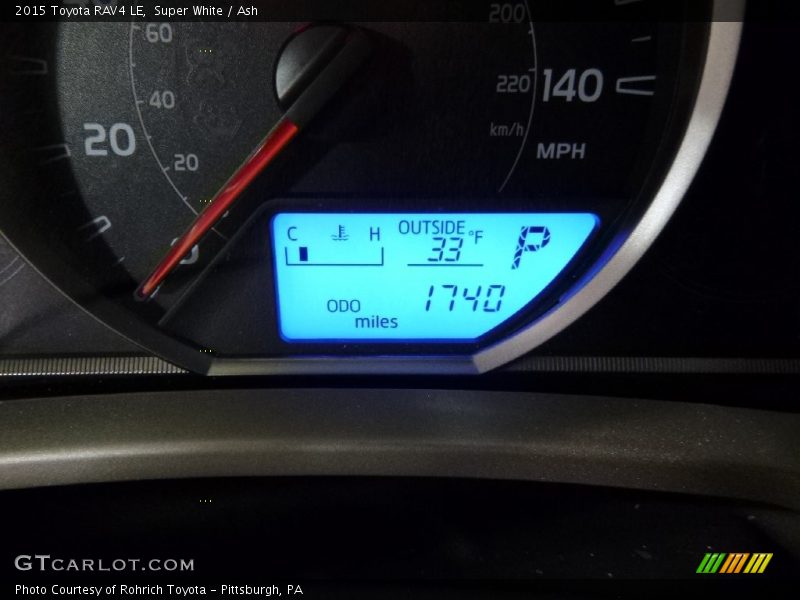 2015 Toyota RAV4 LE, Super White / Ash
60
200
40
220
140
20
km/h
20
MPH
0
C
H
OUTSIDE
33 °F
P
ODO
1740
miles
GTCARLOT.COM
Photo Courtesy of Rohrich Toyota - Pittsburgh, PA